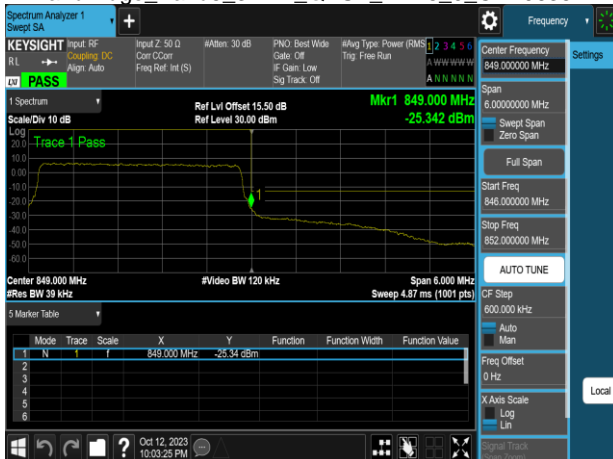 Spectrum Analyzer 1
Swept SA
+
Frequency
KEYSIGHT
RL
Input: RF
Coupling: DC
Align: Auto
Input Z: 50 Ω
Corr CCorr
Freq Ref: Int (S)
#Atten: 30 dB
PNO: Best Wide
Gate: Off
IF Gain: Low
Sig Track: Off
#Avg Type: Power (RMS
Trig: Free Run
1 2 3 4 5 6
A W W W W W
A N N N N N
LXI PASS
Center Frequency
849.000000 MHz
Settings
Span
6.00000000 MHz
Swept Span
Zero Span
Full Span
Start Freq
846.000000 MHz
Stop Freq
852.000000 MHz
AUTO TUNE
CF Step
600.000 kHz
Auto
Man
Freq Offset
0 Hz
X Axis Scale
Log
Lin
Local
Signal Track
1 Spectrum
Scale/Div 10 dB
Ref Lvl Offset 15.50 dB
Ref Level 30.00 dBm
Mkr1 849.000 MHz
-25.342 dBm
Log
Trace 1 Pass
20.0
10.0
0.00
-10.0
-20.0
-30.0
-40.0
-50.0
-60.0
1
Center 849.000 MHz
#Res BW 39 kHz
#Video BW 120 kHz
Span 6.000 MHz
Sweep 4.87 ms (1001 pts)
5 Marker Table
Mode Trace Scale X Y Function Function Width Function Value
1 N 1 f 849.000 MHz -25.34 dBm
2
3
4
5
6
?
Oct 12, 2023
10:03:25 PM